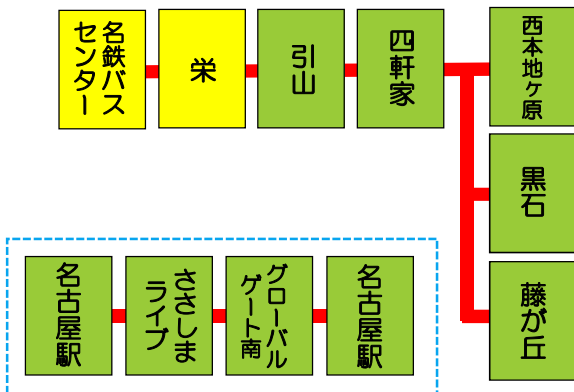 名鉄バス
センター
栄
引山
四軒家
西本地ヶ原
黒石
藤が丘
名古屋駅
ささしま
ライブ
グローバル
ゲート南
名古屋駅